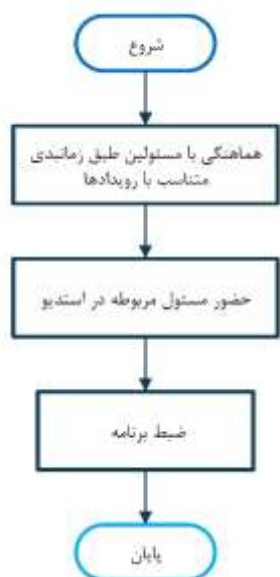 شروع
هماهنگی با مسئولین طبق زمانبندی
متناسب با رویدادها
حضور مسئول مربوطه در استدیو
ضبط برنامه
پایان